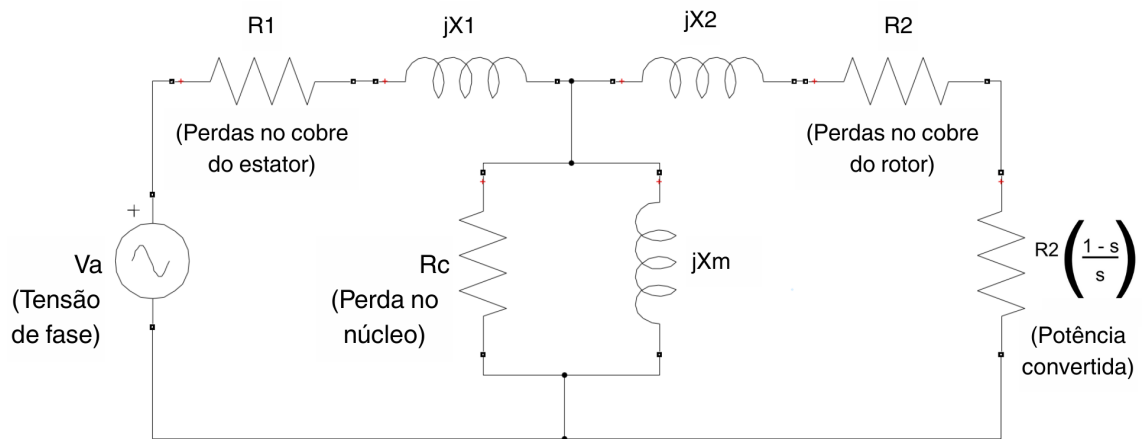 R1
jX1
jX2
R2
(Perdas no cobre
do estator)
(Perdas no cobre
do rotor)
+
Va
(Tensão
de fase)
Rc
(Perda no
núcleo)
jXm
R2 (1 - s / s)
(Potência
convertida)